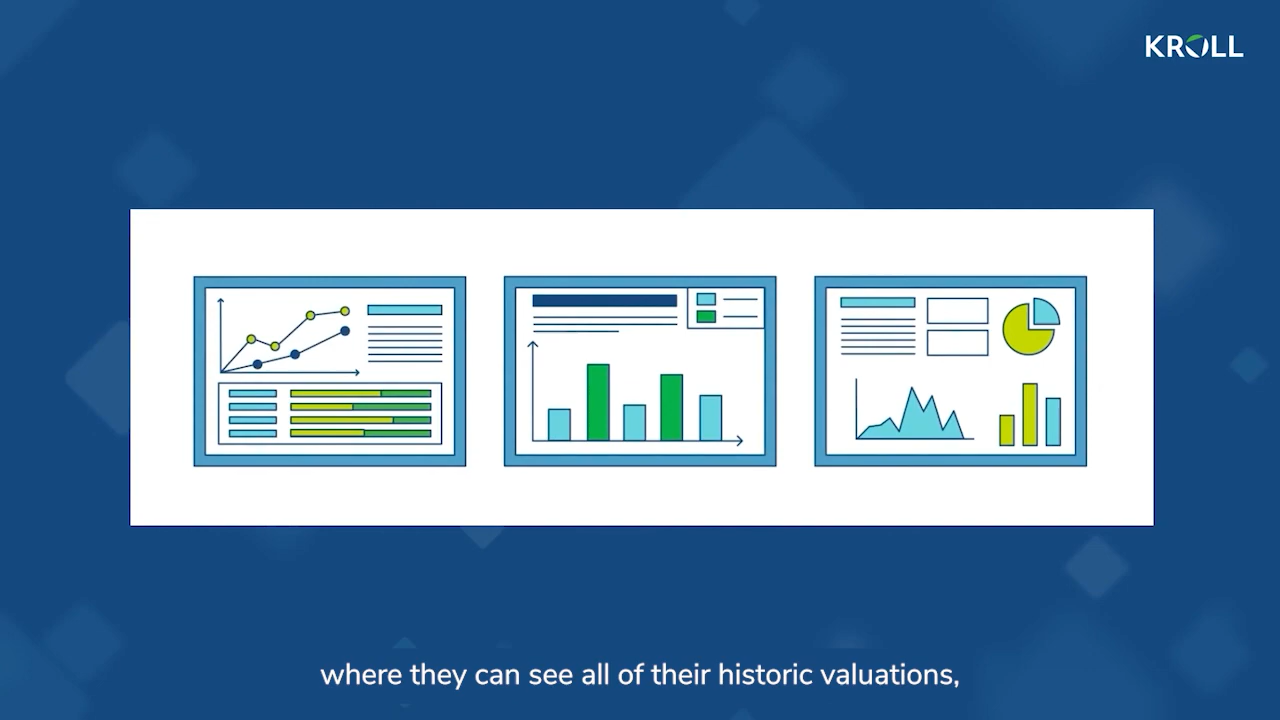 KROLL
where they can see all of their historic valuations,